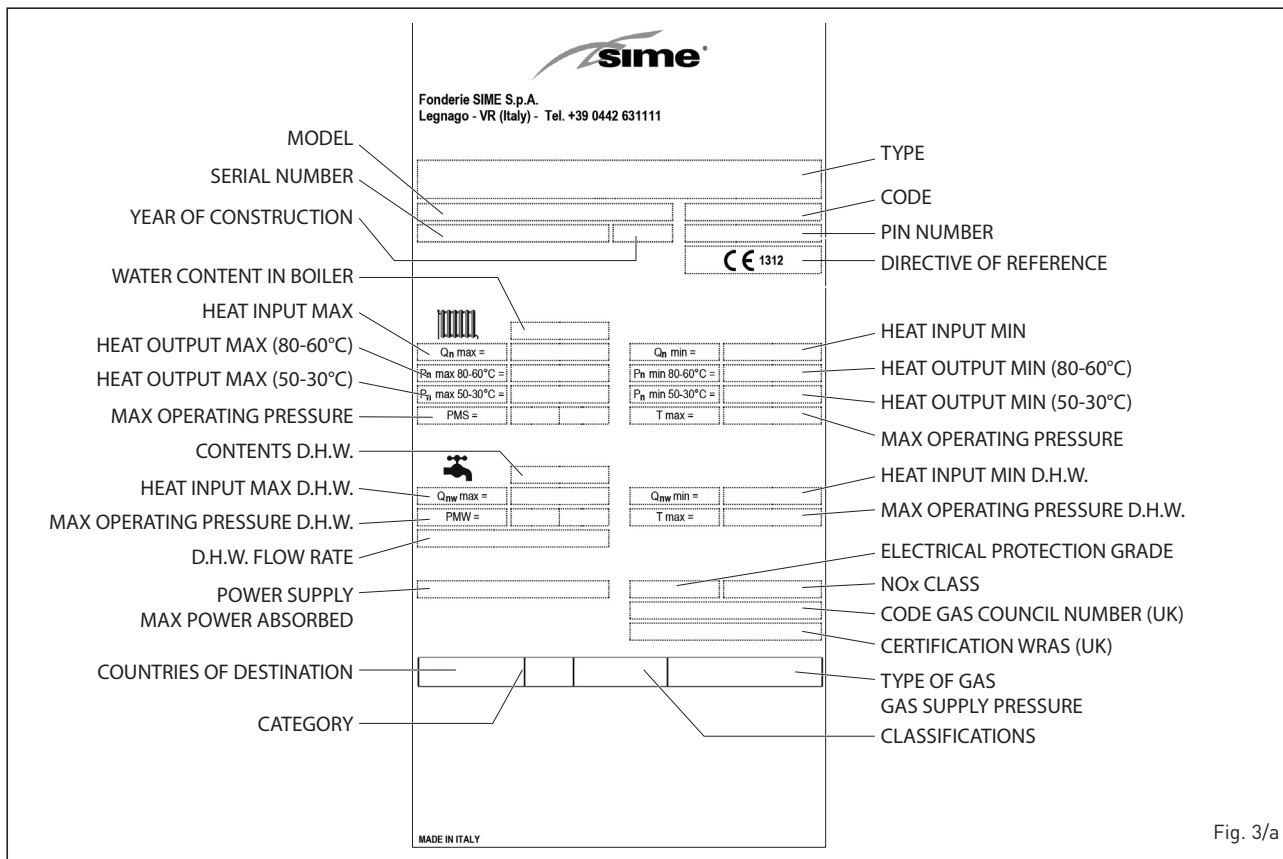 sime®
Fonderie SIME S.p.A.
Legnago - VR (Italy) - Tel. +39 0442 631111
MODEL
SERIAL NUMBER
YEAR OF CONSTRUCTION
WATER CONTENT IN BOILER
HEAT INPUT MAX
HEAT OUTPUT MAX (80-60°C)
HEAT OUTPUT MAX (50-30°C)
MAX OPERATING PRESSURE
CONTENTS D.H.W.
HEAT INPUT MAX D.H.W.
MAX OPERATING PRESSURE D.H.W.
D.H.W. FLOW RATE
POWER SUPPLY
MAX POWER ABSORBED
COUNTRIES OF DESTINATION
CATEGORY
CE 1312
Qn max =
Pn max 80-60°C =
Pn max 50-30°C =
PMS =
Qn min =
Pn min 80-60°C =
Pn min 50-30°C =
T max =
Qnw max =
PMW =
Qnw min =
T max =
MADE IN ITALY
TYPE
CODE
PIN NUMBER
DIRECTIVE OF REFERENCE
HEAT INPUT MIN
HEAT OUTPUT MIN (80-60°C)
HEAT OUTPUT MIN (50-30°C)
MAX OPERATING PRESSURE
HEAT INPUT MIN D.H.W.
MAX OPERATING PRESSURE D.H.W.
ELECTRICAL PROTECTION GRADE
NOx CLASS
CODE GAS COUNCIL NUMBER (UK)
CERTIFICATION WRAS (UK)
TYPE OF GAS
GAS SUPPLY PRESSURE
CLASSIFICATIONS
Fig. 3/a